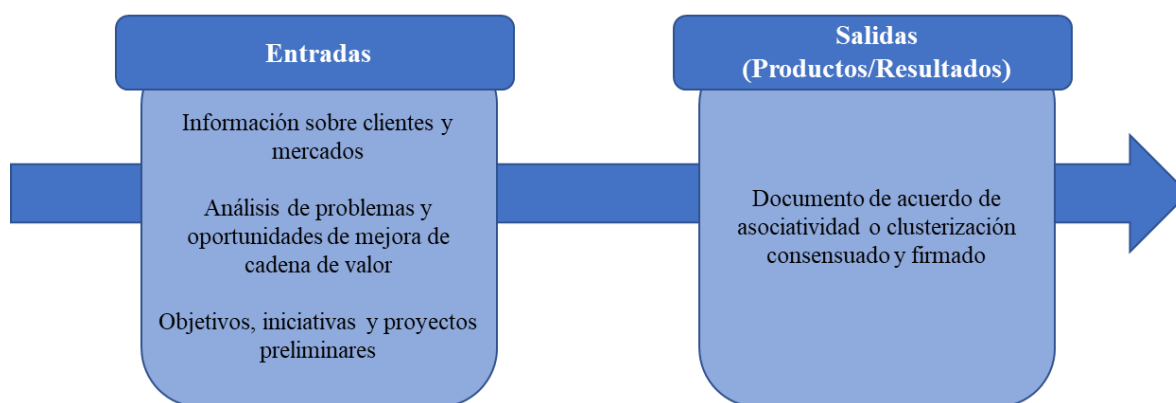 Entradas
Información sobre clientes y
mercados
Análisis de problemas y
oportunidades de mejora de
cadena de valor
Objetivos, iniciativas y proyectos
preliminares
Salidas
(Productos/Resultados)
Documento de acuerdo de
asociatividad o clusterización
consensuado y firmado